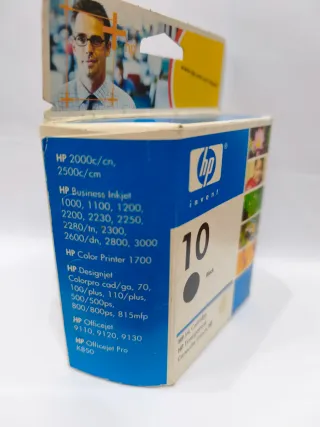 HP 2000c/cn,
2500c/cm
HP Business Inkjet
1000, 1100, 1200,
2200, 2230, 2250,
2280/tn, 2300,
2600/dn, 2800, 3000
HP Color Printer 1700
HP Designjet
Colorpro cad/ga, 70,
100/plus, 110/plus,
500/500ps,
800/800ps, 815mfp
HP Officejet
9110, 9120, 9130
HP Officejet Pro
K850
hp
invent
10
black